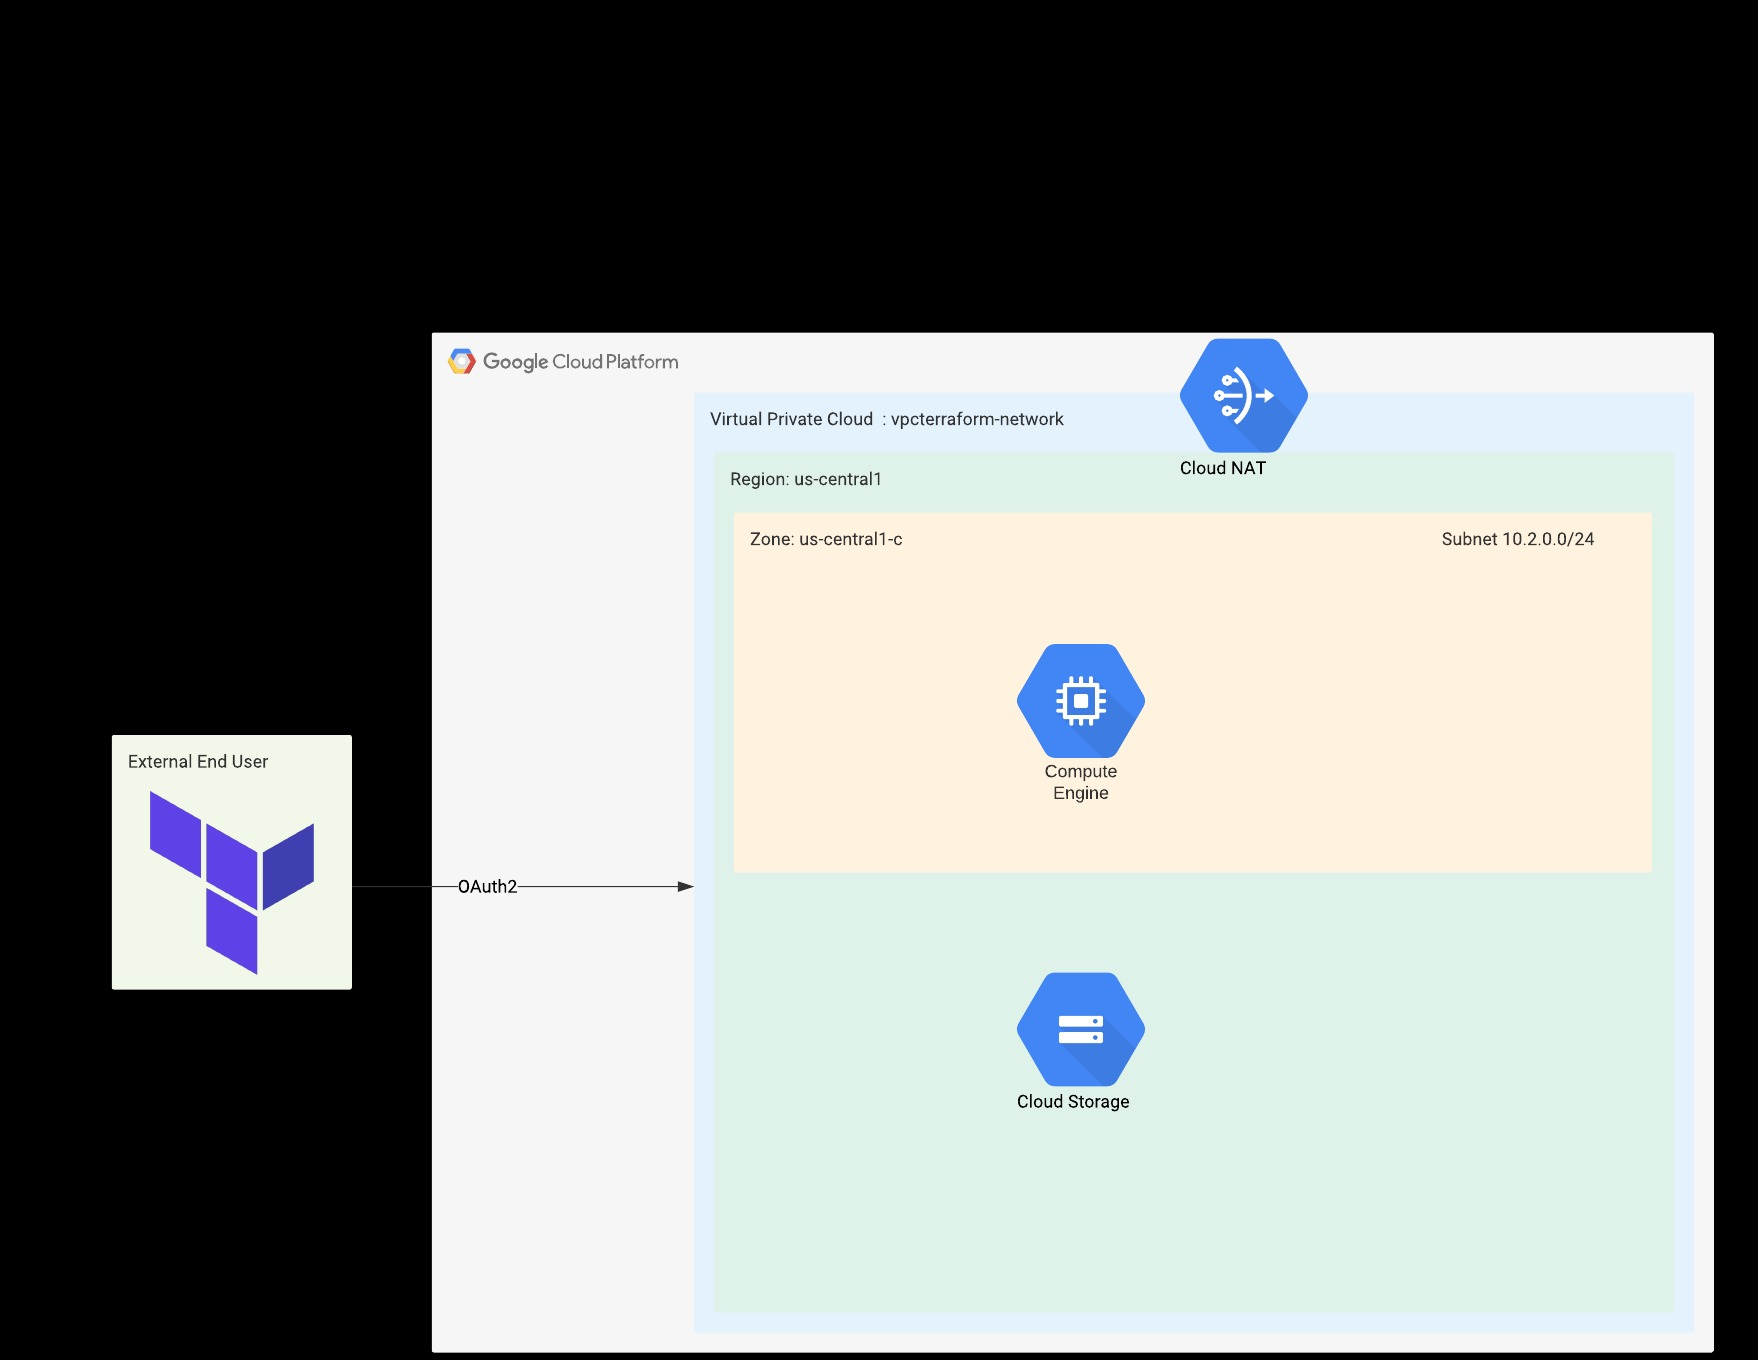 Google Cloud Platform
Virtual Private Cloud : vpcterraform-network
Cloud NAT
Region: us-central1
Zone: us-central1-c
Subnet 10.2.0.0/24
Compute
Engine
External End User
OAuth2
Cloud Storage